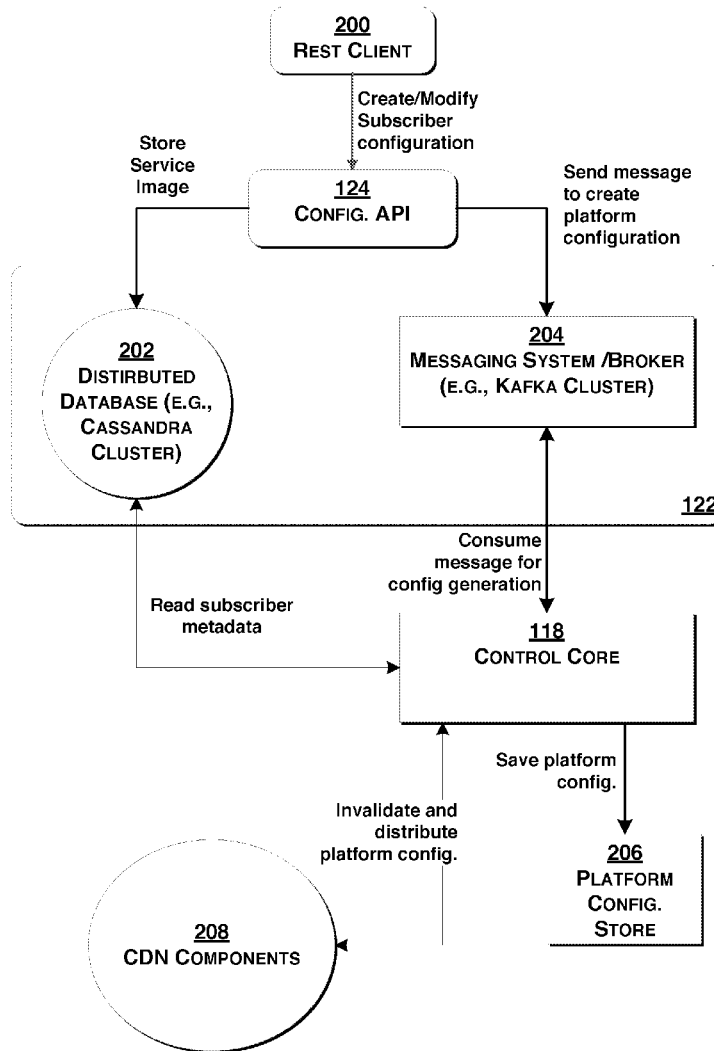 200
REST CLIENT
Create/Modify
Subscriber
configuration
Store
Service
Image
124
CONFIG. API
Send message
to create
platform
configuration
202
DISTIRBUTED
DATABASE (E.G.,
CASSANDRA
CLUSTER)
204
MESSAGING SYSTEM /BROKER
(E.G., KAFKA CLUSTER)
122
Consume
message for
config generation
Read subscriber
metadata
118
CONTROL CORE
Save platform
config.
Invalidate and
distribute
platform config.
206
PLATFORM
CONFIG.
STORE
208
CDN COMPONENTS